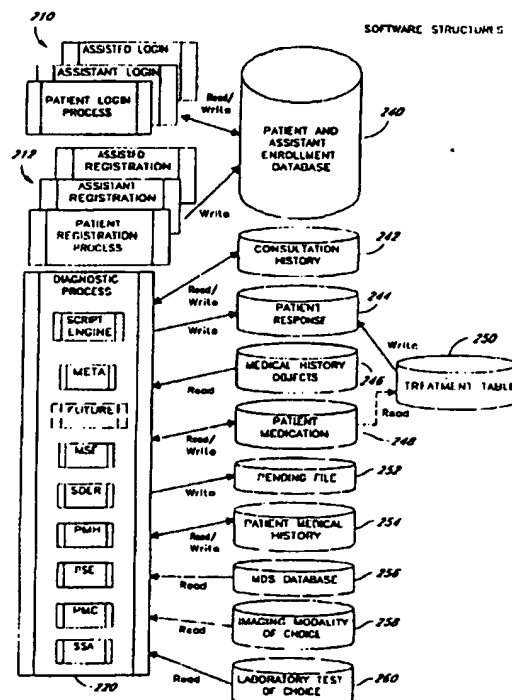 SOFTWARE STRUCTURES
210
ASSISTED LOGIN
ASSISTANT LOGIN
PATIENT LOGIN
PROCESS
Read/
Write
PATIENT AND
ASSISTANT
ENROLLMENT
DATABASE
240
212
ASSISTED
REGISTRATION
ASSISTANT
REGISTRATION
PATIENT
REGISTRATION
PROCESS
Write
DIAGNOSTIC
PROCESS
SCRIPT
ENGINE
META
FUTURE
MSF
SDER
PMH
PSE
PMC
SSA
220
Read/
Write
CONSULTATION
HISTORY
242
Write
PATIENT
RESPONSE
244
Write
250
TREATMENT TABLE
Read
Read
MEDICAL HISTORY
OBJECTS
246
Read/
Write
PATIENT
MEDICATION
248
Write
PENDING FILE
252
Read/
Write
PATIENT MEDICAL
HISTORY
254
Read
MDS DATABASE
256
Read
IMAGING MODALITY
OF CHOICE
258
Read
LABORATORY TEST
OF CHOICE
260